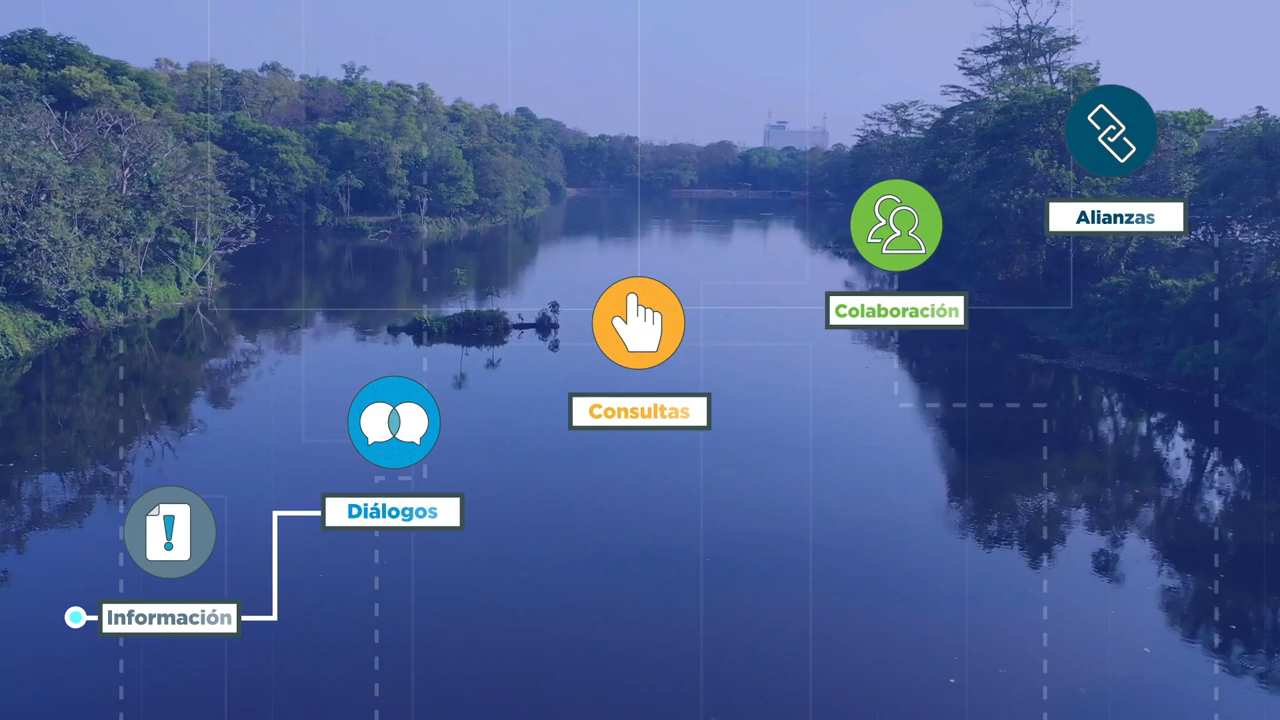 Información
Diálogos
Consultas
Colaboración
Alianzas